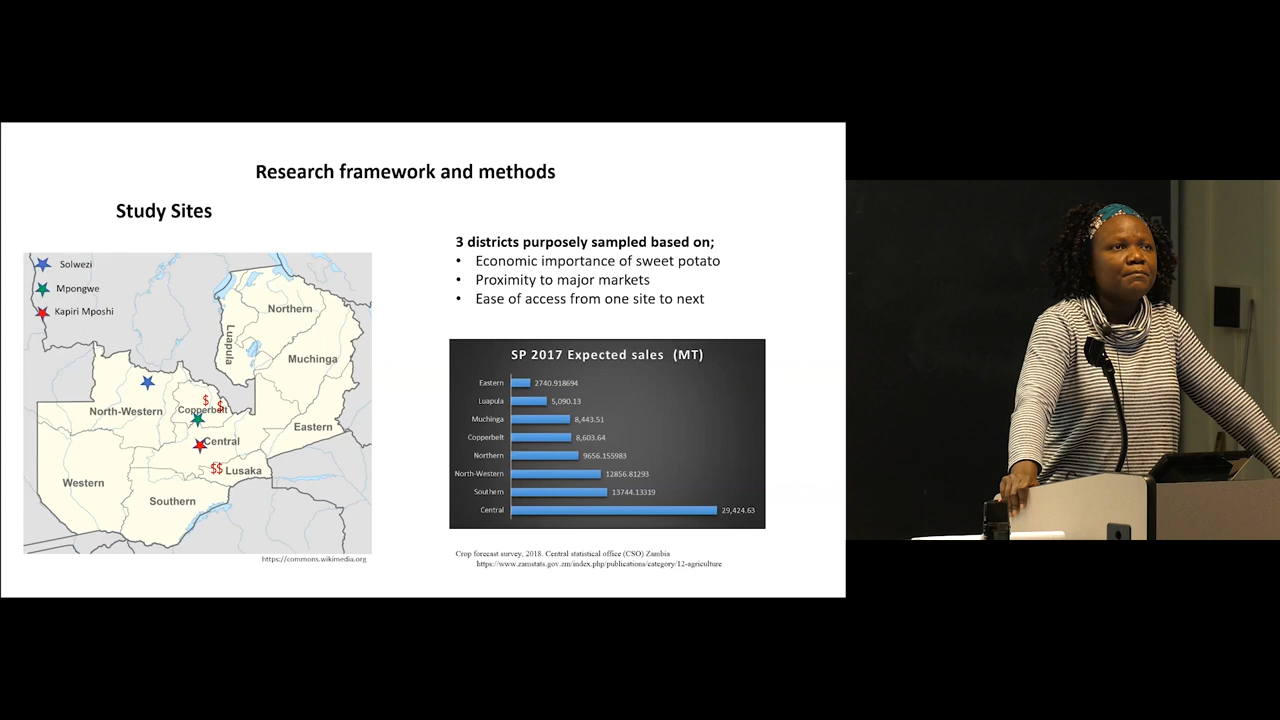 Research framework and methods
Study Sites
Solwezi
Mpongwe
Kapiri Mposhi
Northern
Luapula
Muchinga
North-Western
$
$
Copperbelt
Central
Eastern
$$
Lusaka
Western
Southern
https://commons.wikimedia.org
3 districts purposely sampled based on;
• Economic importance of sweet potato
• Proximity to major markets
• Ease of access from one site to next
SP 2017 Expected sales (MT)
Eastern 2740.918694
Luapula 5,090.13
Muchinga 8,443.51
Copperbelt 8,603.64
Northern 9656.155983
North-Western 12856.81293
Southern 13744.13319
Central 29,424.63
Crop forecast survey, 2018. Central statistical office (CSO) Zambia
https://www.zamstats.gov.zm/index.php/publications/category/12-agriculture